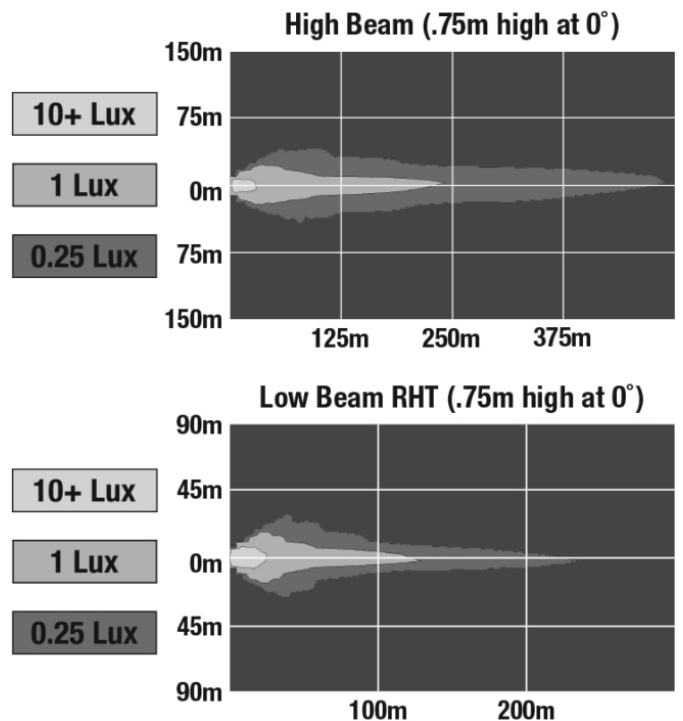 High Beam (.75m high at 0°)
150m
10+ Lux
75m
1 Lux
0m
0.25 Lux
75m
150m
125m 250m 375m
Low Beam RHT (.75m high at 0°)
90m
10+ Lux
45m
1 Lux
0m
0.25 Lux
45m
90m
100m 200m